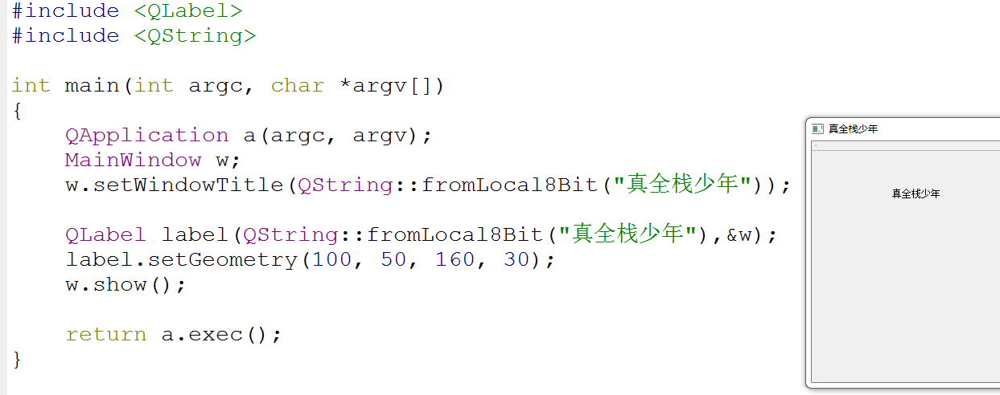 #include <QLabel>
#include <QString>
int main(int argc, char *argv[])
{
    QApplication a(argc, argv);
    MainWindow w;
    w.setWindowTitle(QString::fromLocal8Bit("真全栈少年"));
    QLabel label(QString::fromLocal8Bit("真全栈少年"),&w);
    label.setGeometry(100, 50, 160, 30);
    w.show();
    return a.exec();
}
真全栈少年
真全栈少年